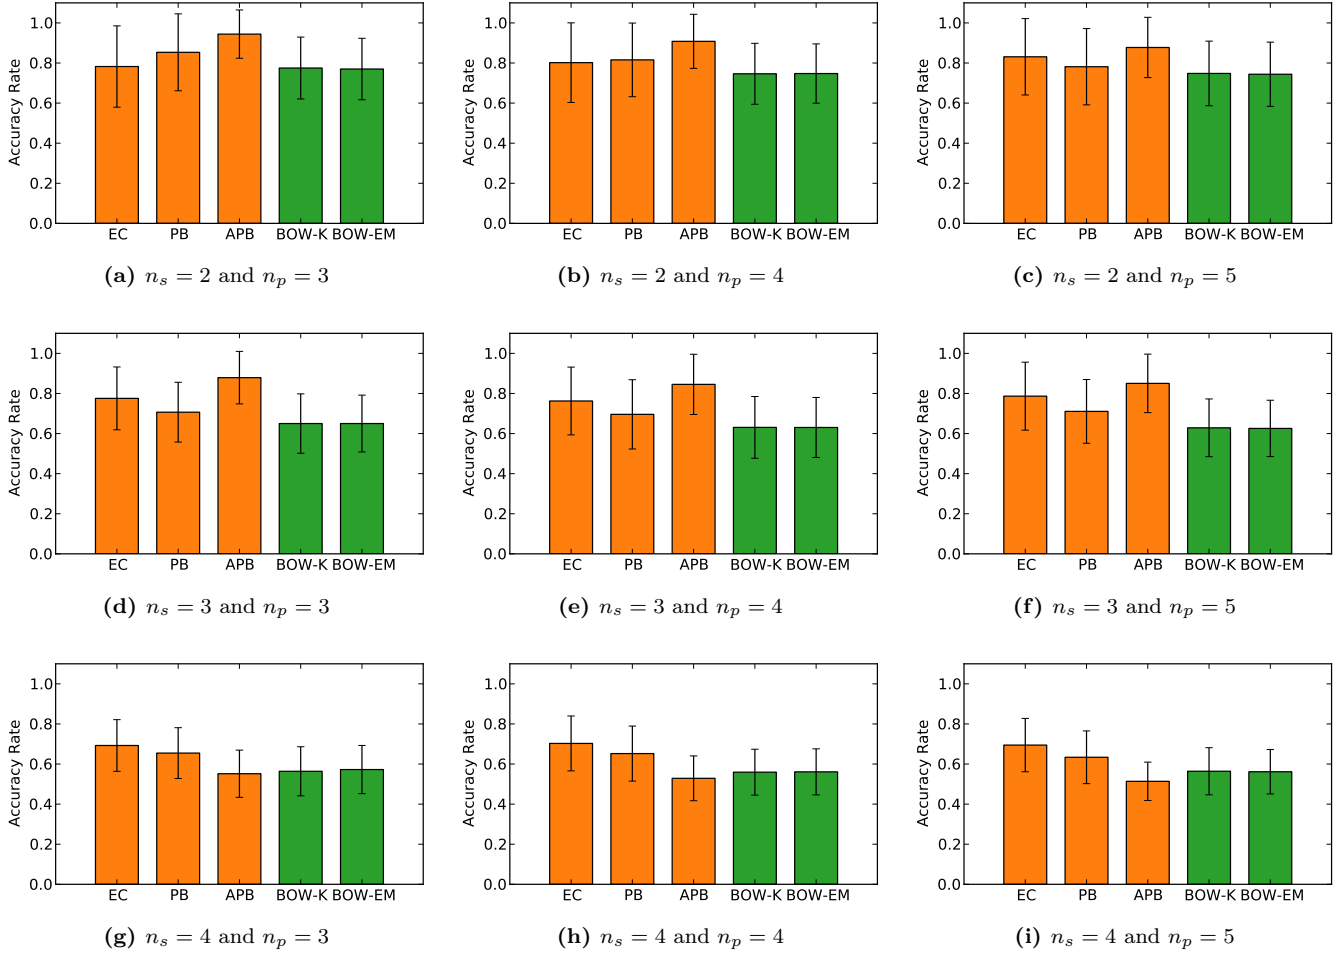 Accuracy Rate
1.0
0.8
0.6
0.4
0.2
0.0
EC PB APB BOW-K BOW-EM
(a) n_s = 2 and n_p = 3
Accuracy Rate
1.0
0.8
0.6
0.4
0.2
0.0
EC PB APB BOW-K BOW-EM
(b) n_s = 2 and n_p = 4
Accuracy Rate
1.0
0.8
0.6
0.4
0.2
0.0
EC PB APB BOW-K BOW-EM
(c) n_s = 2 and n_p = 5
Accuracy Rate
1.0
0.8
0.6
0.4
0.2
0.0
EC PB APB BOW-K BOW-EM
(d) n_s = 3 and n_p = 3
Accuracy Rate
1.0
0.8
0.6
0.4
0.2
0.0
EC PB APB BOW-K BOW-EM
(e) n_s = 3 and n_p = 4
Accuracy Rate
1.0
0.8
0.6
0.4
0.2
0.0
EC PB APB BOW-K BOW-EM
(f) n_s = 3 and n_p = 5
Accuracy Rate
1.0
0.8
0.6
0.4
0.2
0.0
EC PB APB BOW-K BOW-EM
(g) n_s = 4 and n_p = 3
Accuracy Rate
1.0
0.8
0.6
0.4
0.2
0.0
EC PB APB BOW-K BOW-EM
(h) n_s = 4 and n_p = 4
Accuracy Rate
1.0
0.8
0.6
0.4
0.2
0.0
EC PB APB BOW-K BOW-EM
(i) n_s = 4 and n_p = 5